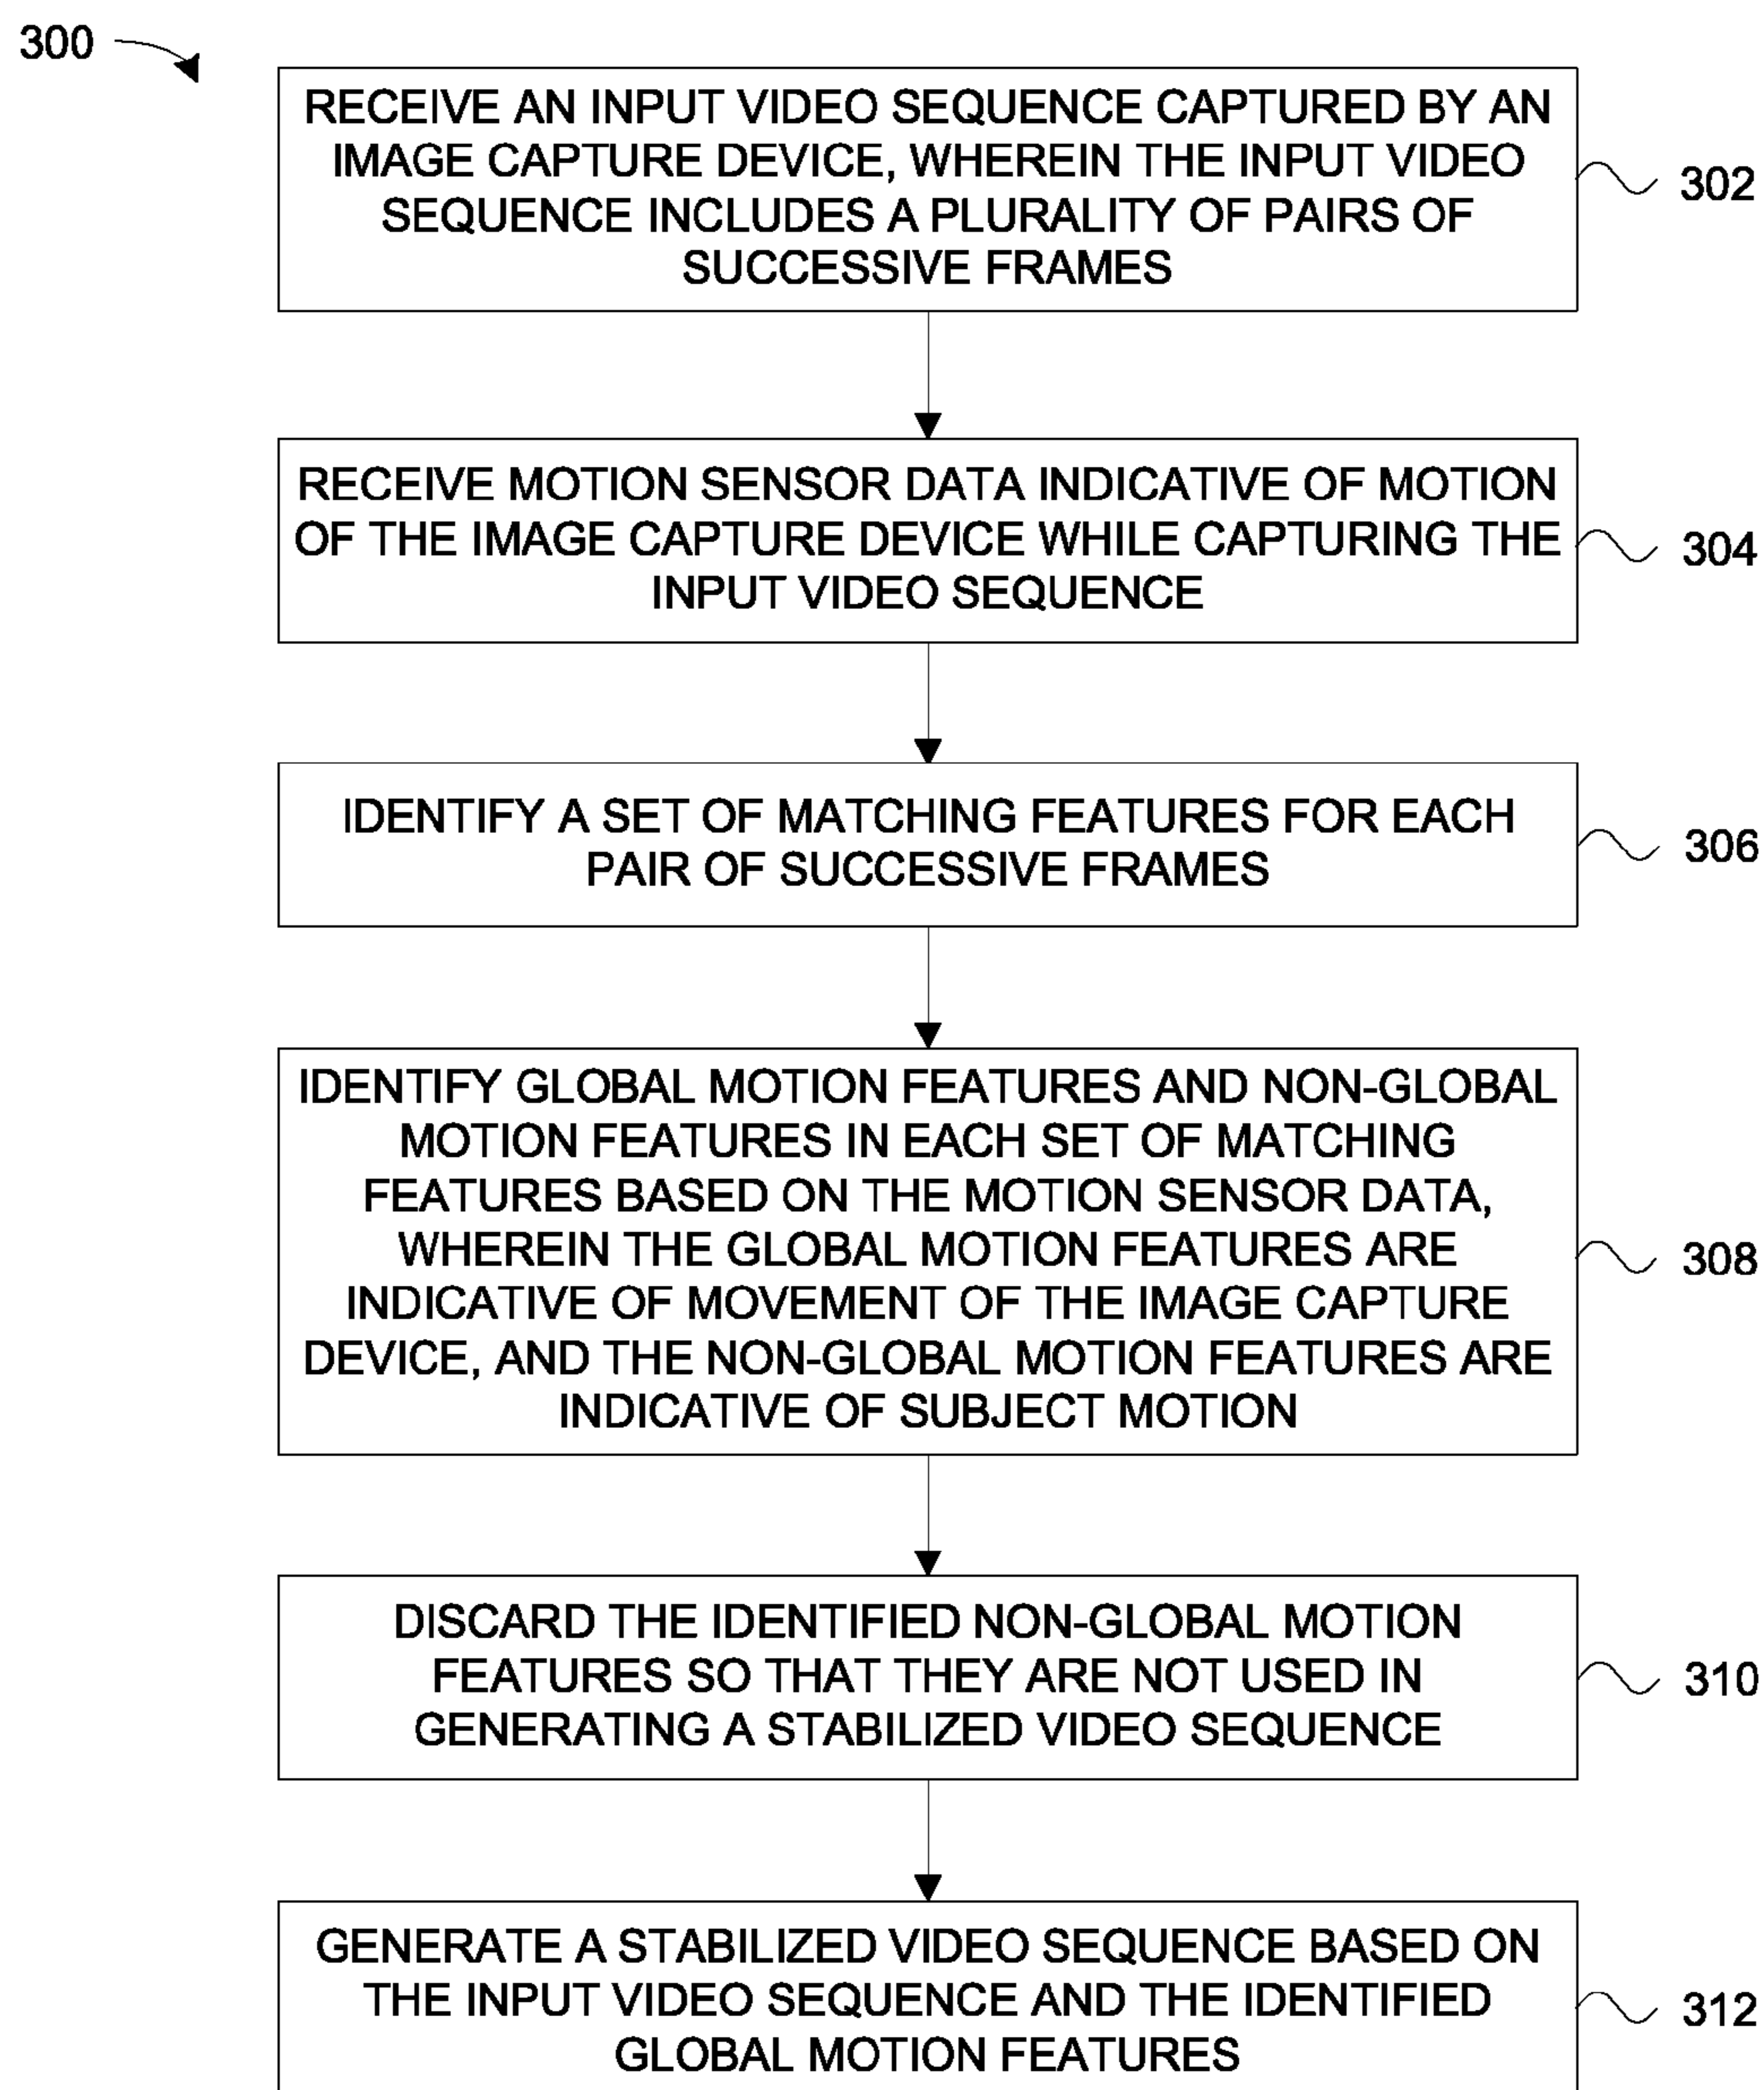 300
RECEIVE AN INPUT VIDEO SEQUENCE CAPTURED BY AN
IMAGE CAPTURE DEVICE, WHEREIN THE INPUT VIDEO
SEQUENCE INCLUDES A PLURALITY OF PAIRS OF
SUCCESSIVE FRAMES
302
RECEIVE MOTION SENSOR DATA INDICATIVE OF MOTION
OF THE IMAGE CAPTURE DEVICE WHILE CAPTURING THE
INPUT VIDEO SEQUENCE
304
IDENTIFY A SET OF MATCHING FEATURES FOR EACH
PAIR OF SUCCESSIVE FRAMES
306
IDENTIFY GLOBAL MOTION FEATURES AND NON-GLOBAL
MOTION FEATURES IN EACH SET OF MATCHING
FEATURES BASED ON THE MOTION SENSOR DATA,
WHEREIN THE GLOBAL MOTION FEATURES ARE
INDICATIVE OF MOVEMENT OF THE IMAGE CAPTURE
DEVICE, AND THE NON-GLOBAL MOTION FEATURES ARE
INDICATIVE OF SUBJECT MOTION
308
DISCARD THE IDENTIFIED NON-GLOBAL MOTION
FEATURES SO THAT THEY ARE NOT USED IN
GENERATING A STABILIZED VIDEO SEQUENCE
310
GENERATE A STABILIZED VIDEO SEQUENCE BASED ON
THE INPUT VIDEO SEQUENCE AND THE IDENTIFIED
GLOBAL MOTION FEATURES
312